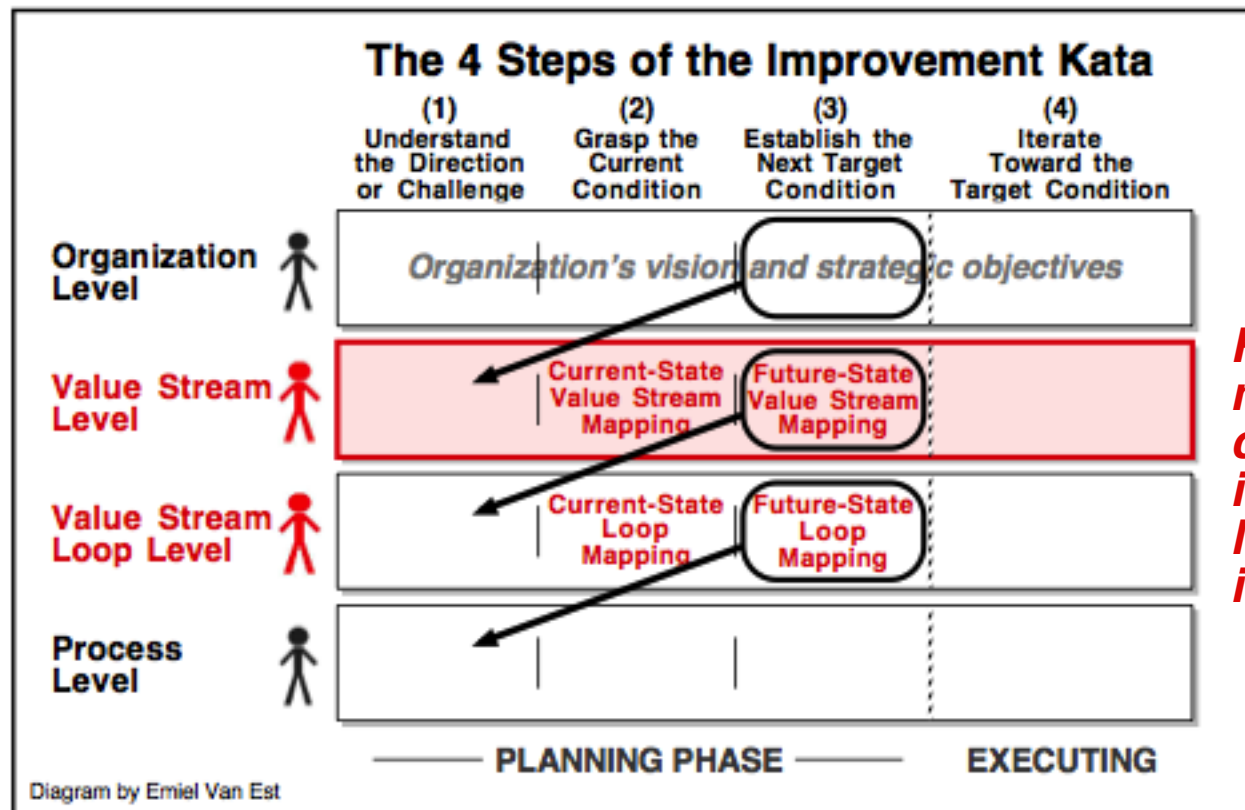 The 4 Steps of the Improvement Kata
(1)
Understand
the Direction
or Challenge
(2)
Grasp the
Current
Condition
(3)
Establish the
Next Target
Condition
(4)
Iterate
Toward the
Target Condition
Organization
Level
Organization's vision and strategic objectives
Value Stream
Level
Current-State
Value Stream
Mapping
Future-State
Value Stream
Mapping
Value Stream
Loop Level
Current-State
Loop
Mapping
Future-State
Loop
Mapping
Process
Level
PLANNING PHASE
EXECUTING
Diagram by Emiel Van Est